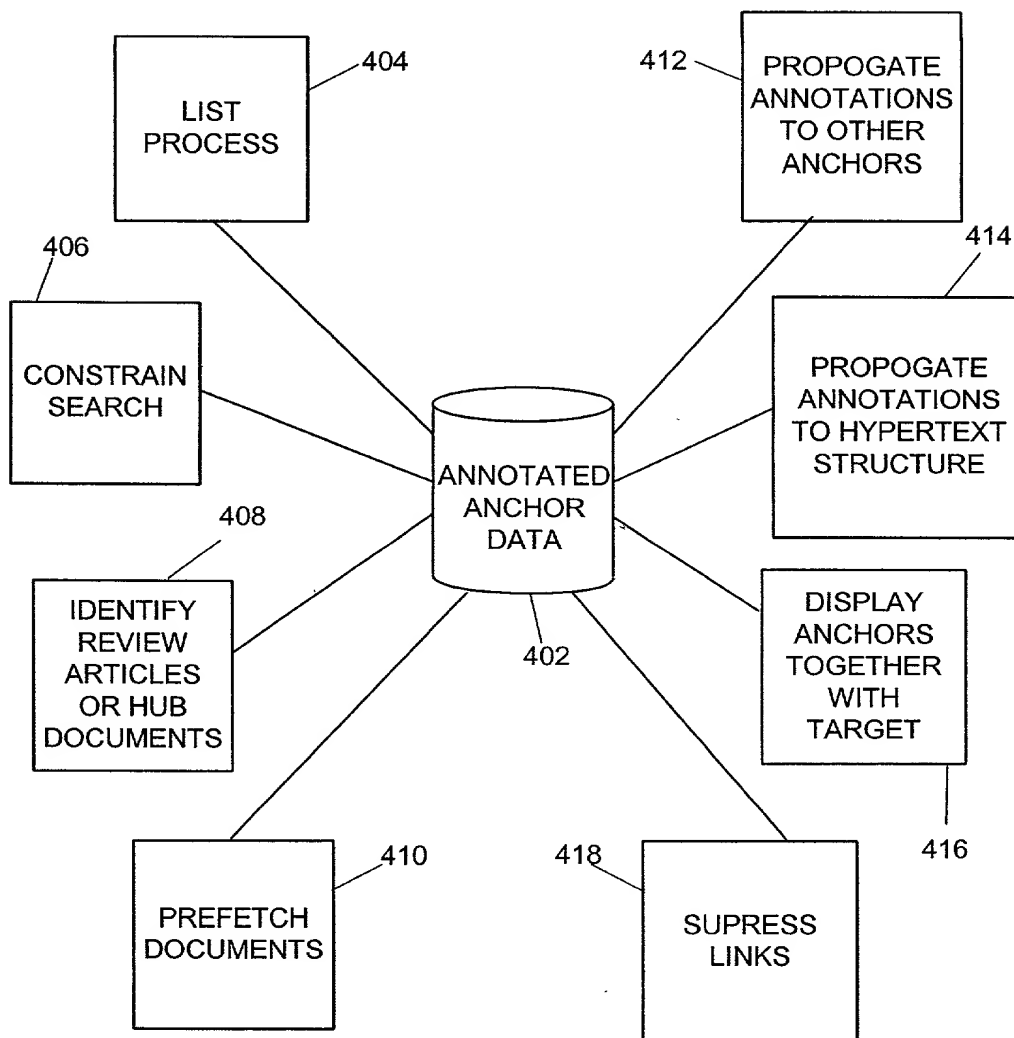 404
LIST
PROCESS
412
PROPOGATE
ANNOTATIONS
TO OTHER
ANCHORS
406
CONSTRAIN
SEARCH
414
PROPOGATE
ANNOTATIONS
TO HYPERTEXT
STRUCTURE
ANNOTATED
ANCHOR
DATA
402
408
IDENTIFY
REVIEW
ARTICLES
OR HUB
DOCUMENTS
DISPLAY
ANCHORS
TOGETHER
WITH
TARGET
416
410
PREFETCH
DOCUMENTS
418
SUPRESS
LINKS